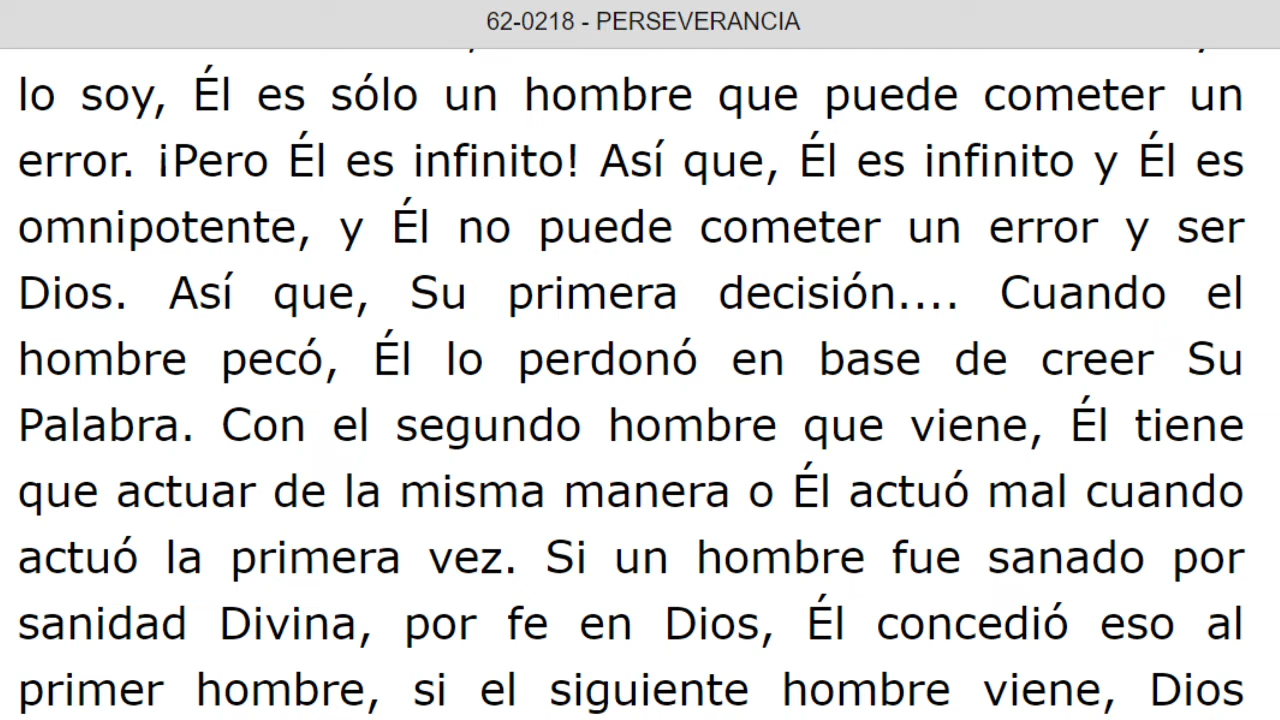 62-0218 - PERSEVERANCIA
lo soy, Él es sólo un hombre que puede cometer un
error. ¡Pero Él es infinito! Así que, Él es infinito y Él es
omnipotente, y Él no puede cometer un error y ser
Dios. Así que, Su primera decisión.... Cuando el
hombre pecó, Él lo perdonó en base de creer Su
Palabra. Con el segundo hombre que viene, Él tiene
que actuar de la misma manera o Él actuó mal cuando
actuó la primera vez. Si un hombre fue sanado por
sanidad Divina, por fe en Dios, Él concedió eso al
primer hombre, si el siguiente hombre viene, Dios